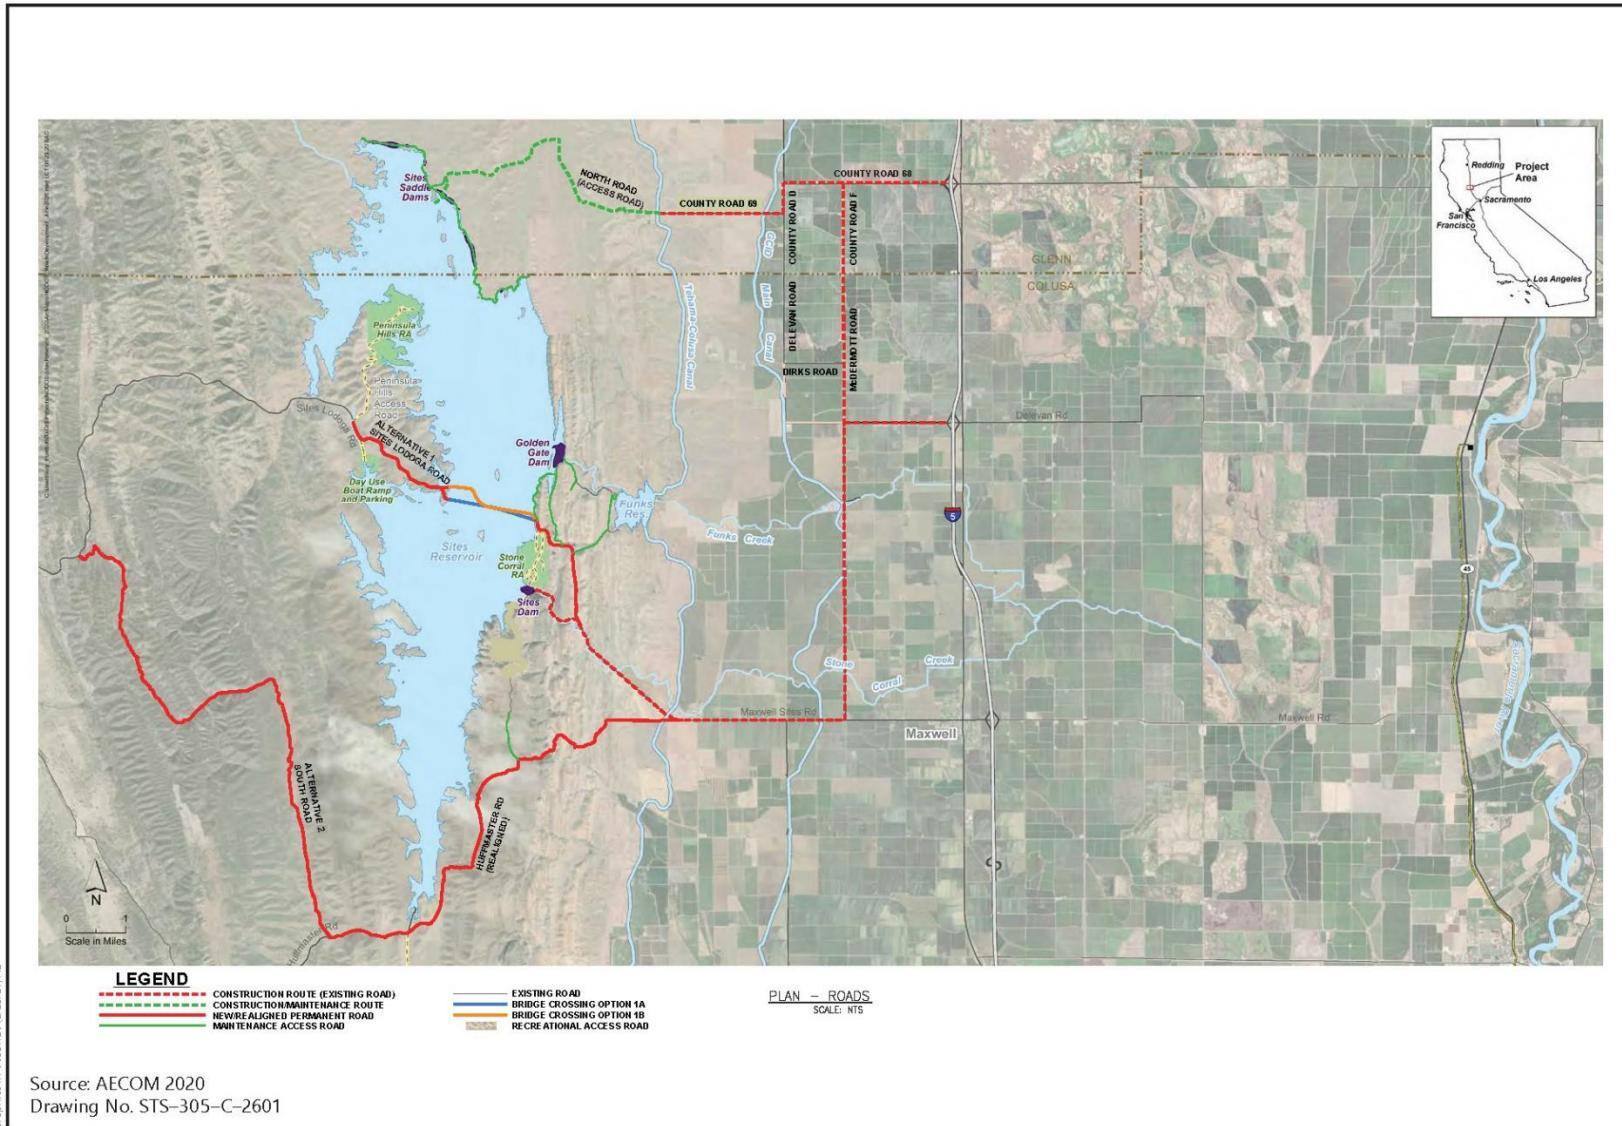 Redding
Project
Area
Sacramento
San
Francisco
Los Angeles
Sites
Saddle
Dams
NORTH ROAD
(ACCESS ROAD)
COUNTY ROAD 69
COUNTY ROAD 68
COUNTY ROAD D
COUNTY ROAD F
GCID Main Canal
Tehama-Colusa Canal
GLENN
COLUSA
DELEVAN ROAD
McDERMOTT ROAD
DIRKS ROAD
Peninsula
Hills RA
Peninsula
Hills
Access
Road
Sites Lodoga Rd
ALTERNATIVE 1
SITES LODOGA ROAD
Delevan Rd
Golden
Gate
Dam
Day Use
Boat Ramp
and Parking
Funks
Res.
Funks Creek
5
Sites
Reservoir
Stone
Corral
RA
Sites
Dam
45
Stone Corral Creek
Sacramento River
Maxwell Sites Rd
Maxwell Rd
Maxwell
ALTERNATIVE 2
SOUTH ROAD
HUFFMASTER RD
(REALIGNED)
Huffmaster Rd
N
0 1
Scale in Miles
LEGEND
CONSTRUCTION ROUTE (EXISTING ROAD)
CONSTRUCTION/MAINTENANCE ROUTE
NEW/REALIGNED PERMANENT ROAD
MAINTENANCE ACCESS ROAD
EXISTING ROAD
BRIDGE CROSSING OPTION 1A
BRIDGE CROSSING OPTION 1B
RECREATIONAL ACCESS ROAD
PLAN – ROADS
SCALE: NTS
Source: AECOM 2020
Drawing No. STS–305–C–2601